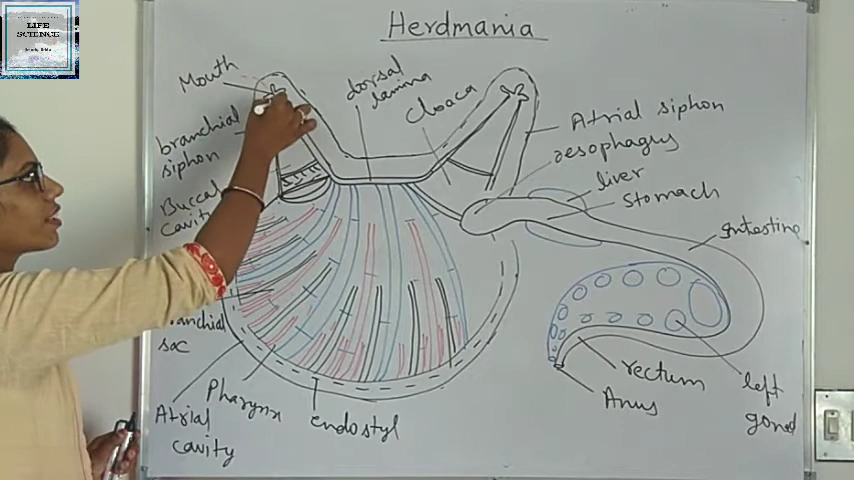 LIFE
SCIENCE
Herdmania
Mouth
branchial
siphon
Buccal
cavity
dorsal
lamina
Cloaca
Atrial siphon
oesophagus
liver
Stomach
Intestine
sac
Atrial
cavity
Pharynx
endostyl
rectum
Anus
left
gonad